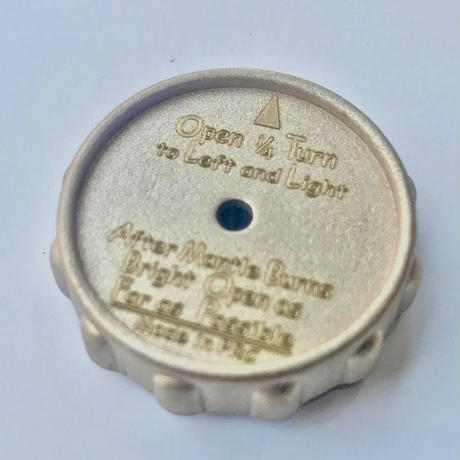 Open ¼ Turn
to Left and Light
After Mantle Burns
Bright Open as
Far as Possible
Made in PRC